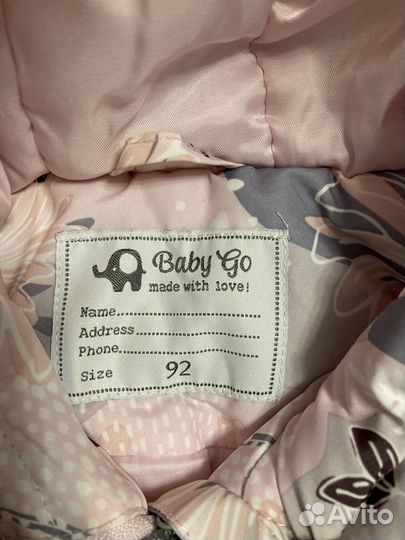 Baby Go
made with love!
Name
Address
Phone
Size 92
Avito